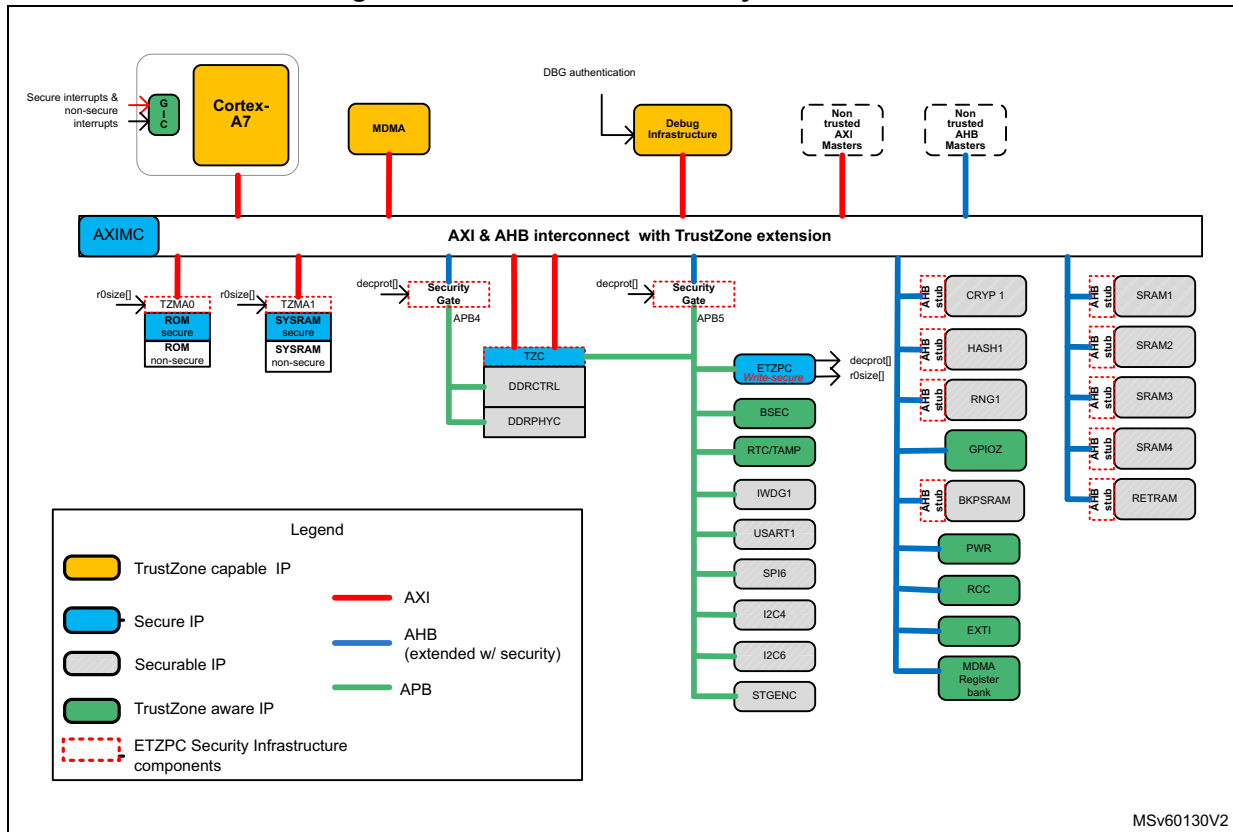 Secure interrupts &
non-secure
interrupts
G
I
C
Cortex-
A7
MDMA
DBG authentication
Debug
Infrastructure
Non
trusted
AXI
Masters
Non
trusted
AHB
Masters
AXIMC
AXI & AHB interconnect with TrustZone extension
r0size[]
TZMA0
ROM
secure
ROM
non-secure
r0size[]
TZMA1
SYSRAM
secure
SYSRAM
non-secure
decprot[]
Security
Gate
APB4
decprot[]
Security
Gate
APB5
TZC
DDRCTRL
DDRPHYC
ETZPC
Write-secure
decprot[]
r0size[]
BSEC
RTC/TAMP
IWDG1
USART1
SPI6
I2C4
I2C6
STGENC
AHB
stub
CRYP 1
AHB
stub
HASH1
AHB
stub
RNG1
GPIOZ
AHB
stub
BKPSRAM
PWR
RCC
EXTI
MDMA
Register
bank
AHB
stub
SRAM1
AHB
stub
SRAM2
AHB
stub
SRAM3
AHB
stub
SRAM4
AHB
stub
RETRAM
Legend
TrustZone capable IP
Secure IP
Securable IP
TrustZone aware IP
ETZPC Security Infrastructure
components
AXI
AHB
(extended w/ security)
APB
MSv60130V2